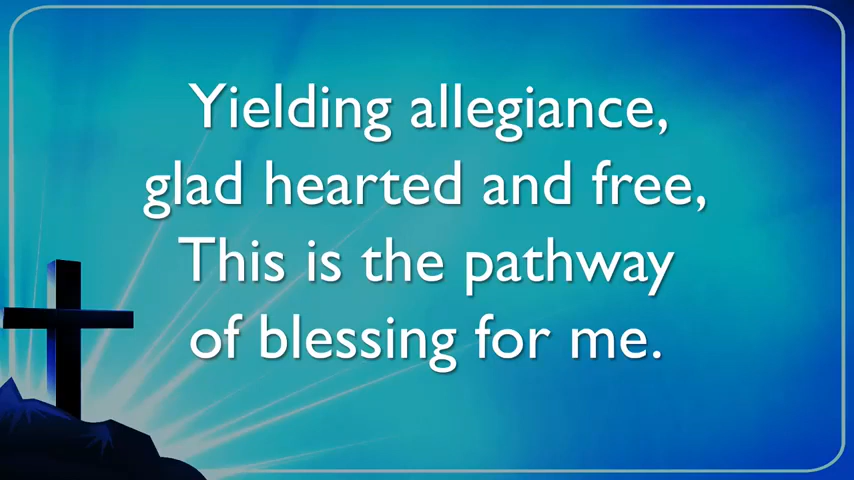 Yielding allegiance,
glad hearted and free,
This is the pathway
of blessing for me.